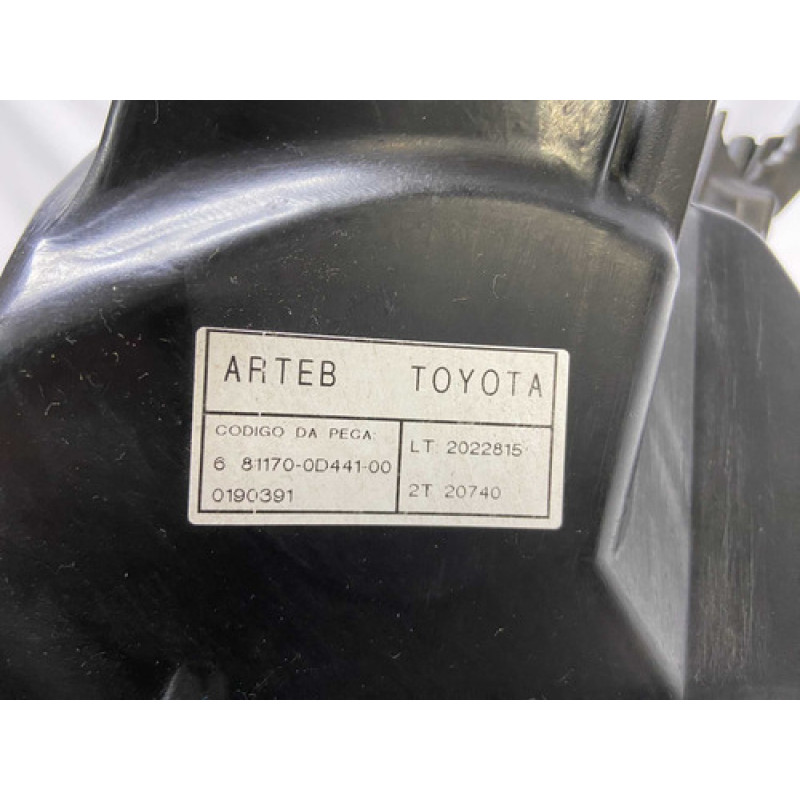 ARTEB TOYOTA
CODIGO DA PECA:
6 81170-0D441-00
0190391
LT 2022815
2T 20740